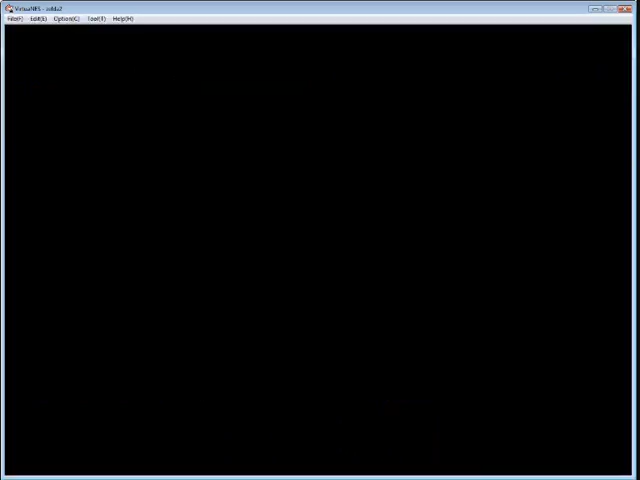 VirtuaNES - zelda2
File(F) Edit(E) Option(O) Tool(T) Help(H)